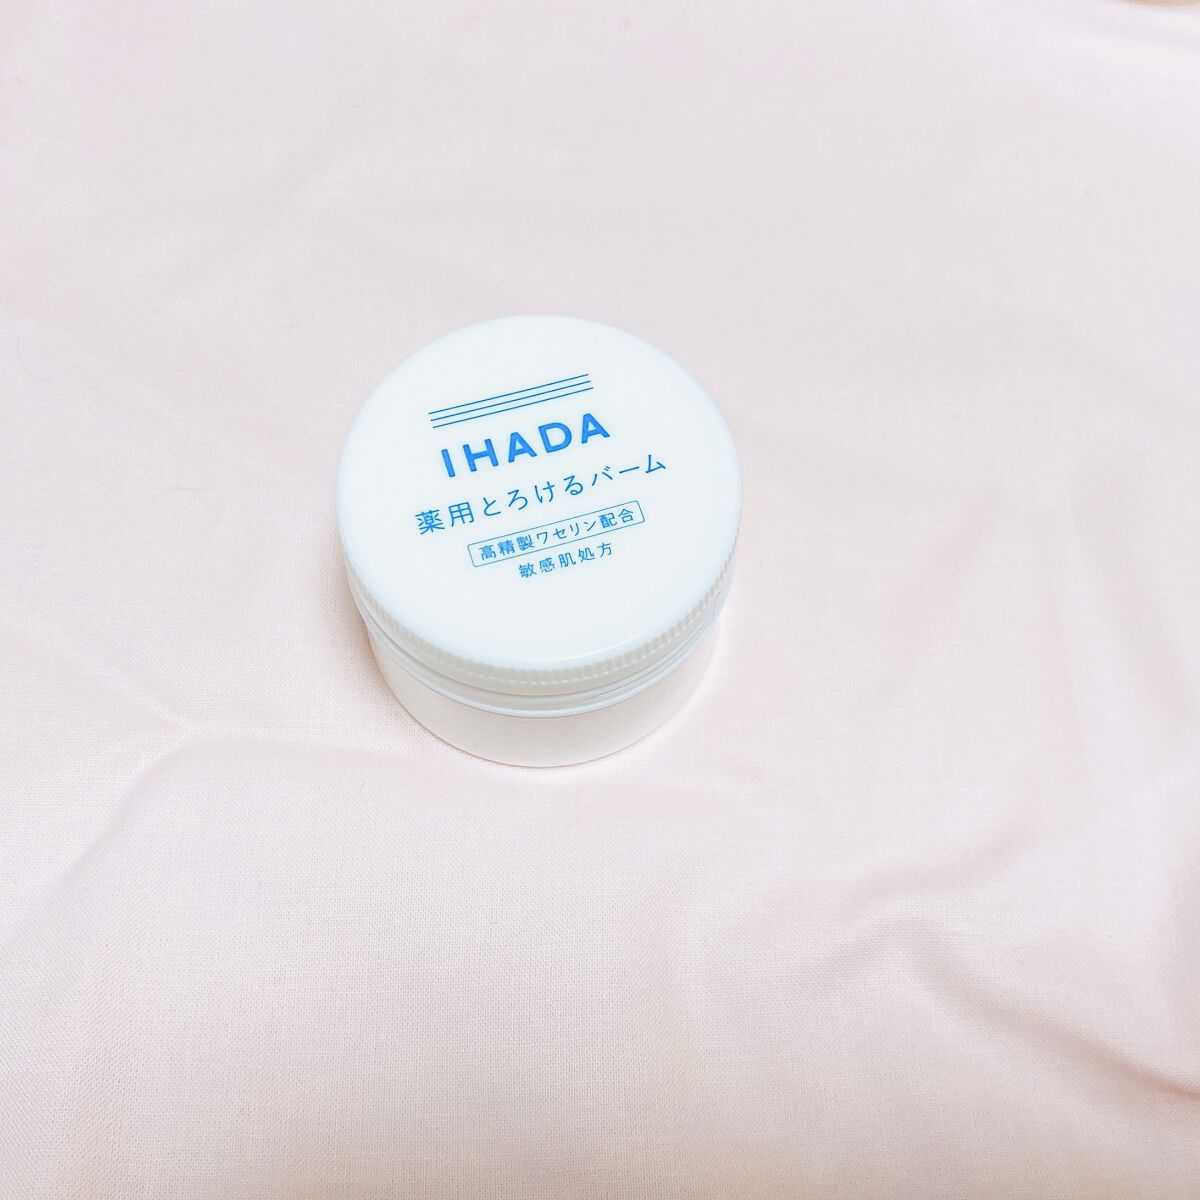 IHADA
薬用とろけるバーム
高精製ワセリン配合
敏感肌処方